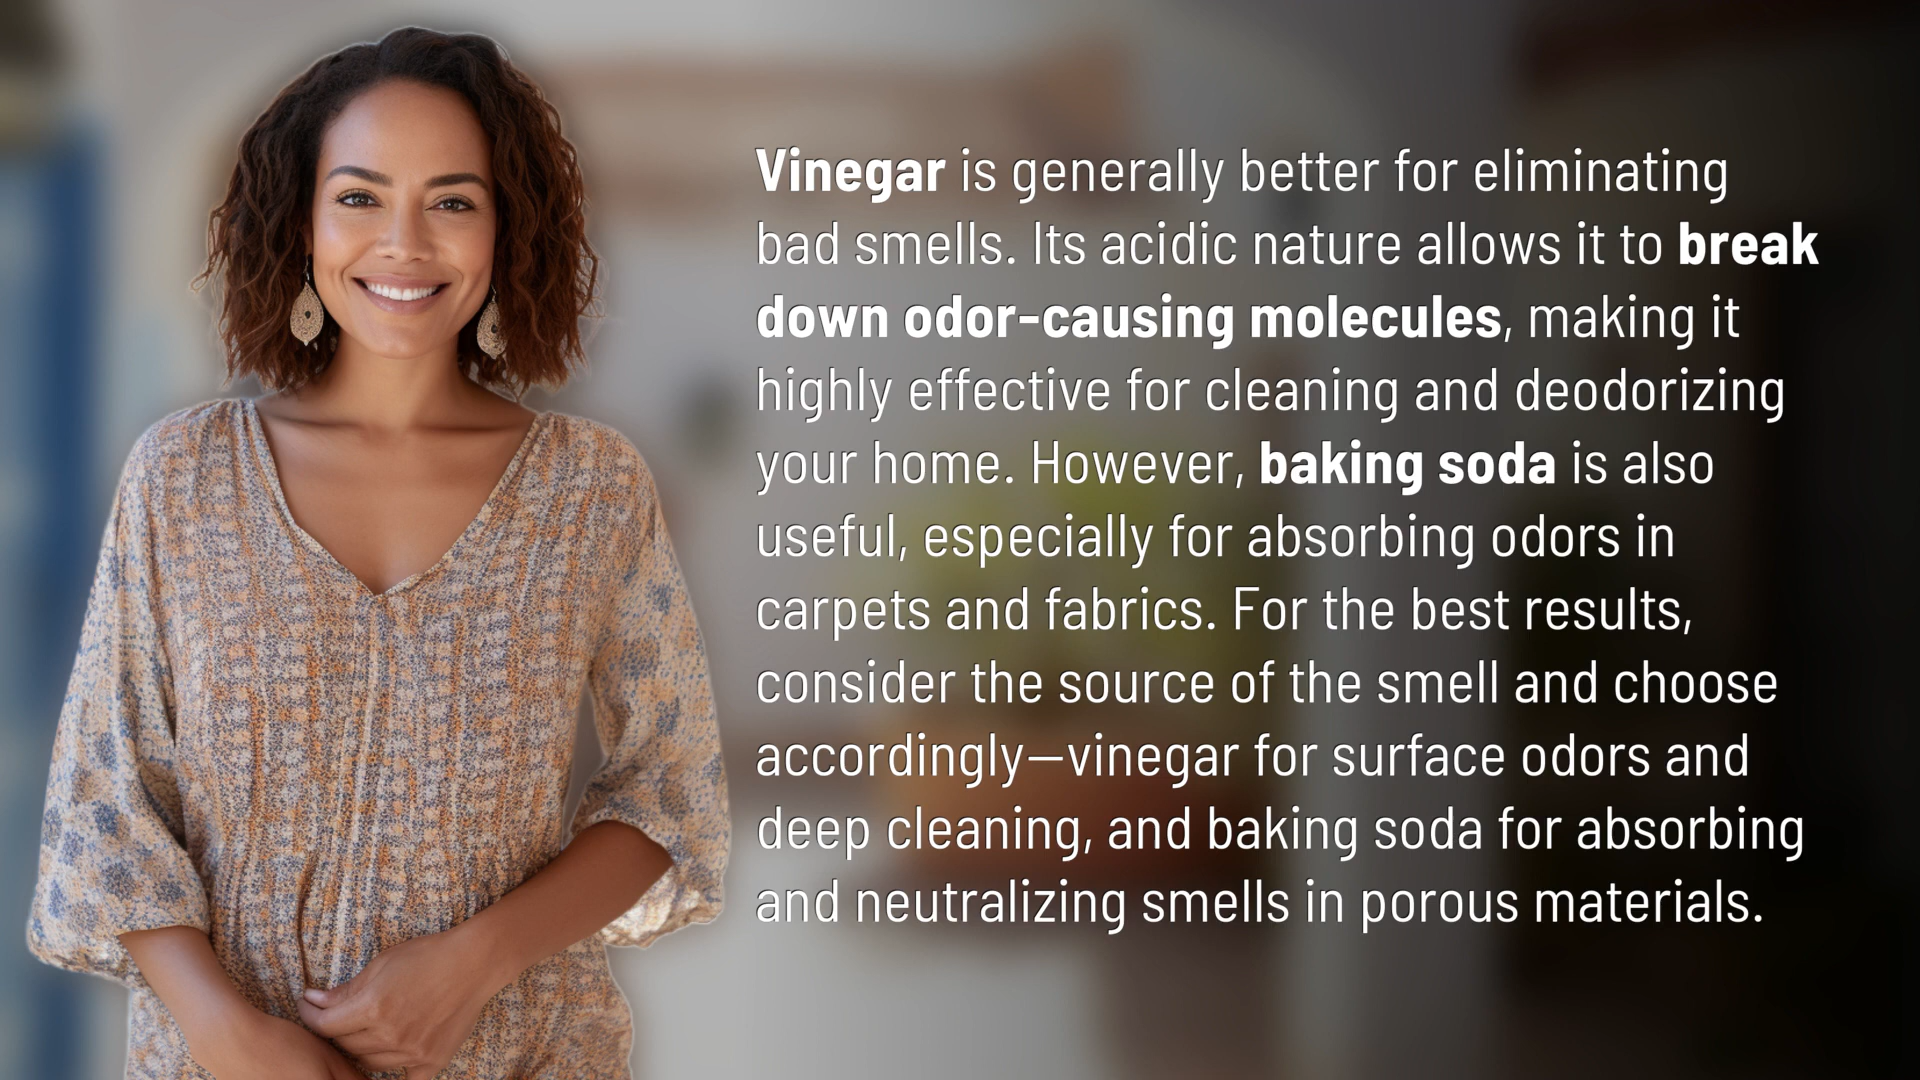 Vinegar is generally better for eliminating
bad smells. Its acidic nature allows it to break
down odor-causing molecules, making it
highly effective for cleaning and deodorizing
your home. However, baking soda is also
useful, especially for absorbing odors in
carpets and fabrics. For the best results,
consider the source of the smell and choose
accordingly—vinegar for surface odors and
deep cleaning, and baking soda for absorbing
and neutralizing smells in porous materials.